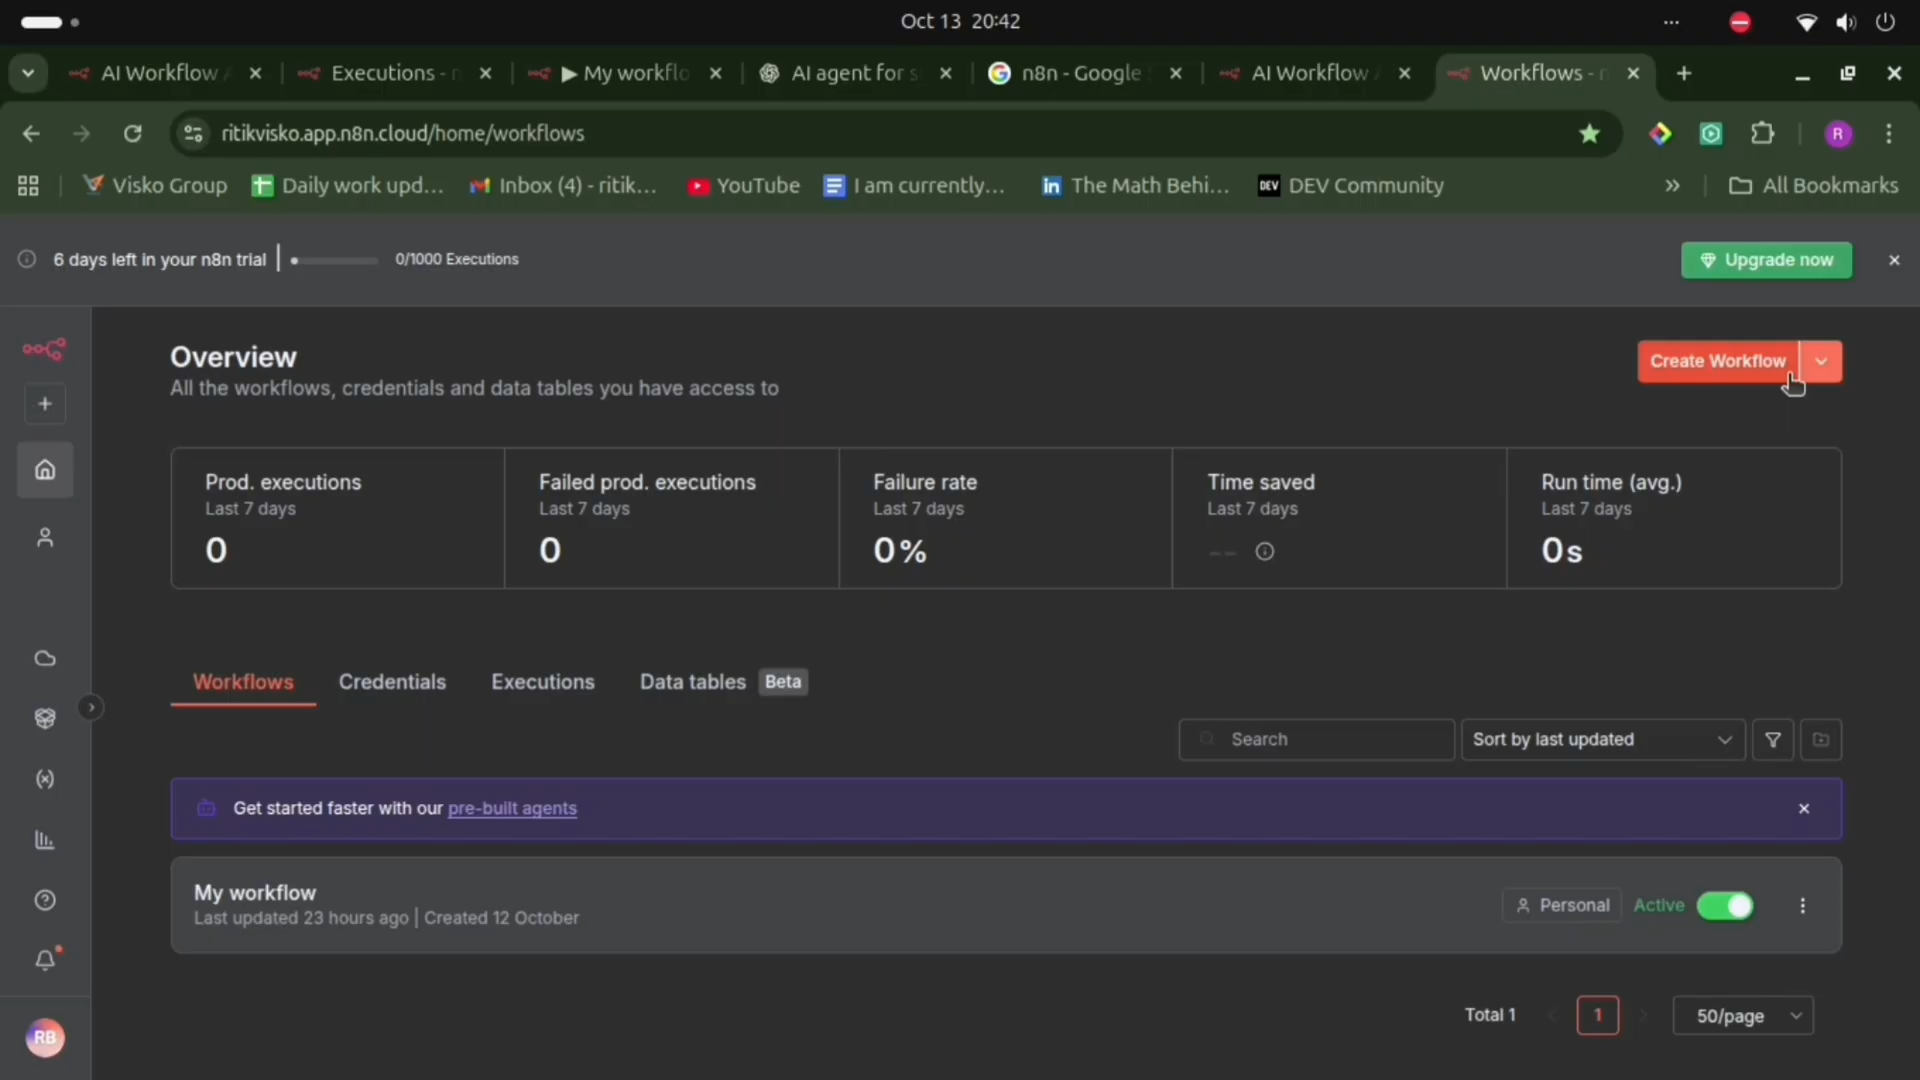 Oct 13 20:42
AI Workflow
Executions -
▶ My workflo
AI agent for s
n8n - Google
AI Workflow
Workflows -
ritikvisko.app.n8n.cloud/home/workflows
R
Visko Group
Daily work upd...
Inbox (4) - ritik...
YouTube
I am currently...
in The Math Behi...
DEV DEV Community
»
All Bookmarks
6 days left in your n8n trial
0/1000 Executions
Upgrade now
Overview
All the workflows, credentials and data tables you have access to
Create Workflow
Prod. executions
Last 7 days
0
Failed prod. executions
Last 7 days
0
Failure rate
Last 7 days
0%
Time saved
Last 7 days
--
Run time (avg.)
Last 7 days
0s
Workflows
Credentials
Executions
Data tables
Beta
Search
Sort by last updated
Get started faster with our pre-built agents
My workflow
Last updated 23 hours ago | Created 12 October
Personal
Active
Total 1
1
50/page
RB